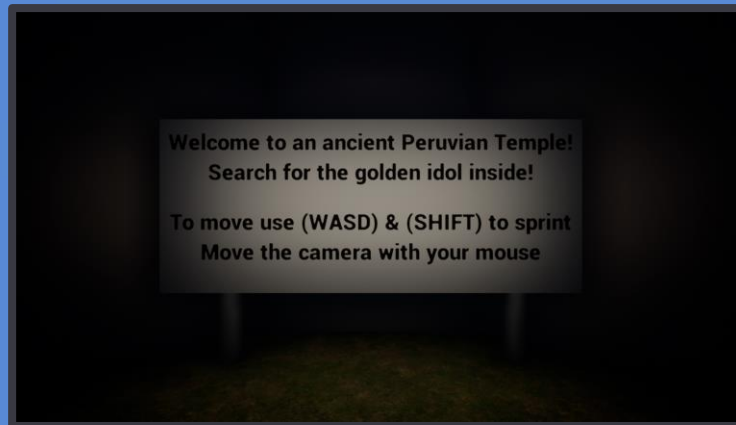 Welcome to an ancient Peruvian Temple!
Search for the golden idol inside!
To move use (WASD) & (SHIFT) to sprint
Move the camera with your mouse